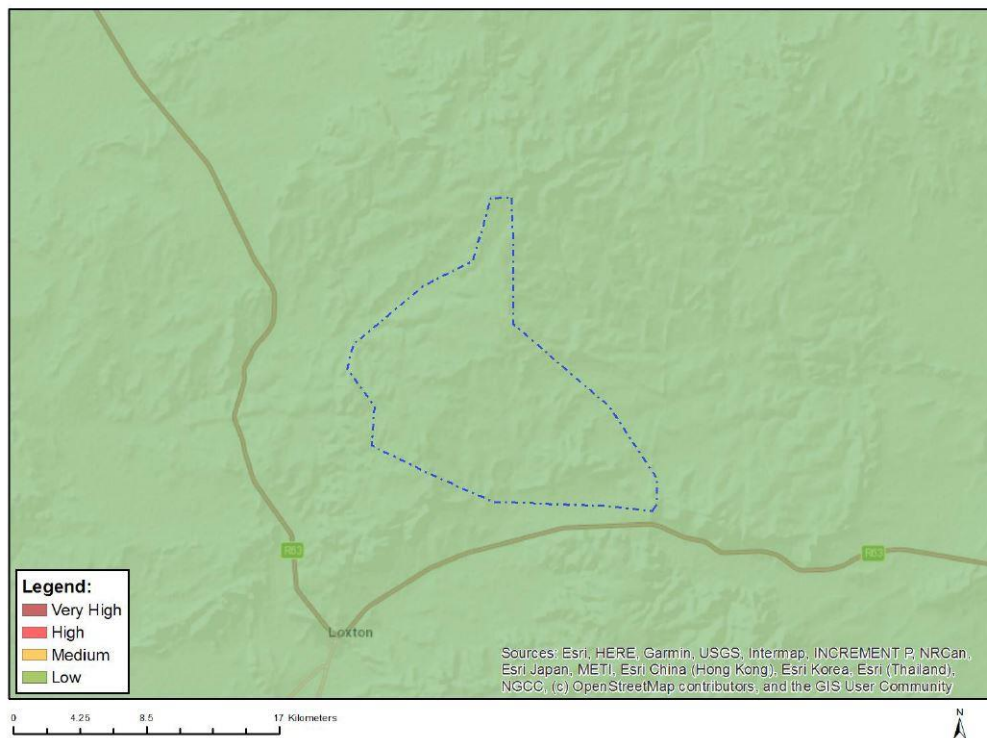 R63
R63
Loxton
Legend:
Very High
High
Medium
Low
Sources: Esri, HERE, Garmin, USGS, Intermap, INCREMENT P, NRCan,
Esri Japan, METI, Esri China (Hong Kong), Esri Korea, Esri (Thailand),
NGCC, (c) OpenStreetMap contributors, and the GIS User Community
0 4.25 8.5 17 Kilometers
N